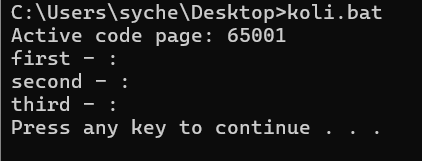 C:\Users\syche\Desktop>koli.bat
Active code page: 65001
first - :
second - :
third - :
Press any key to continue . . .